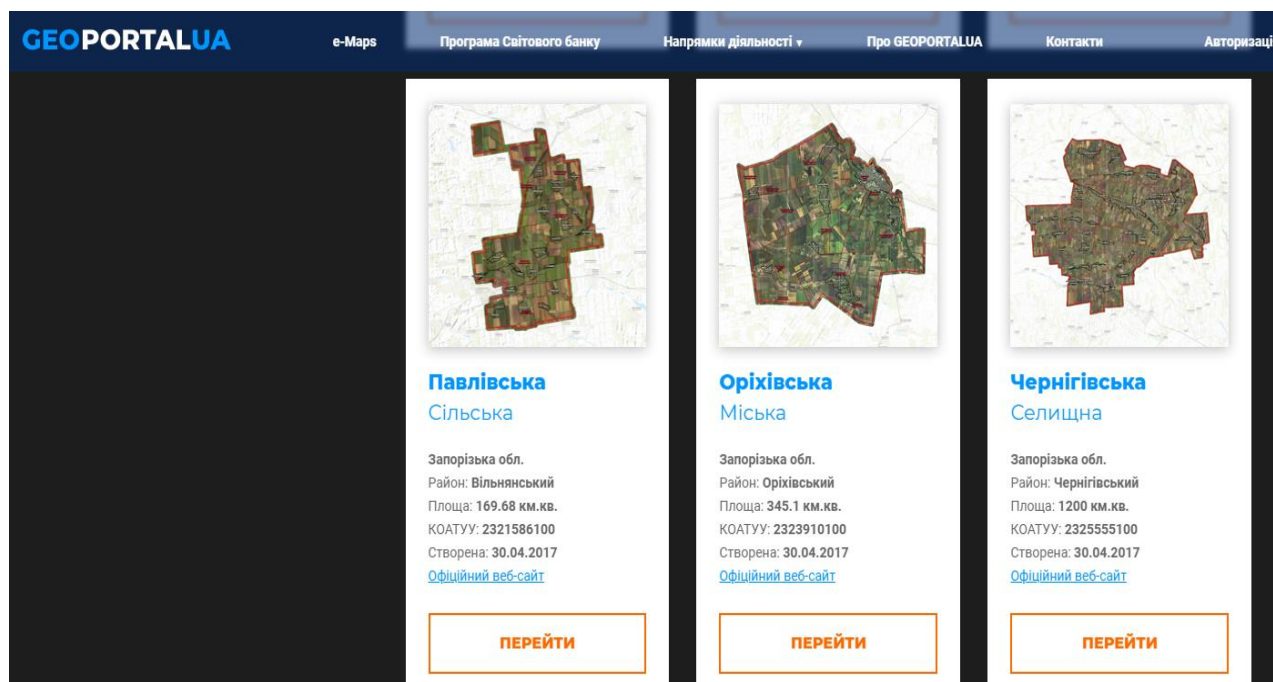 GEOPORTALUA
e-Maps Програма Світового банку Напрямки діяльності ▾ Про GEOPORTALUA Контакти Авторизаці
Павлівська
Сільська
Запорізька обл.
Район: Вільнянський
Площа: 169.68 км.кв.
КОАТУУ: 2321586100
Створена: 30.04.2017
Офіційний веб-сайт
ПЕРЕЙТИ
Оріхівська
Міська
Запорізька обл.
Район: Оріхівський
Площа: 345.1 км.кв.
КОАТУУ: 2323910100
Створена: 30.04.2017
Офіційний веб-сайт
ПЕРЕЙТИ
Чернігівська
Селищна
Запорізька обл.
Район: Чернігівський
Площа: 1200 км.кв.
КОАТУУ: 2325555100
Створена: 30.04.2017
Офіційний веб-сайт
ПЕРЕЙТИ